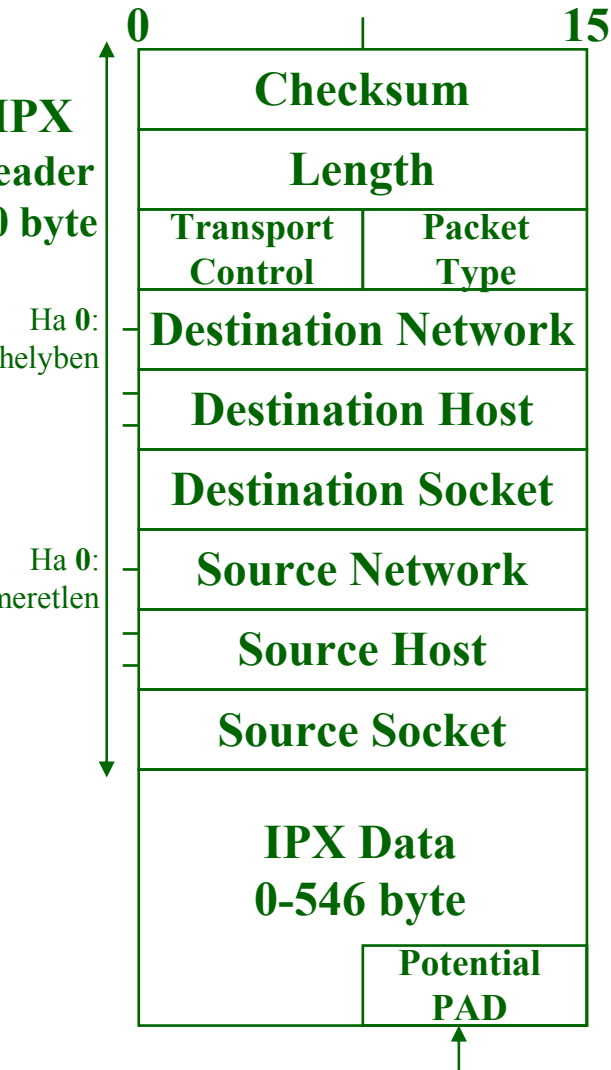 0 15
IPX
eader
0 byte
Checksum
Length
Transport
Control
Packet
Type
Ha 0:
helyben
Destination Network
Destination Host
Destination Socket
Ha 0:
meretlen
Source Network
Source Host
Source Socket
IPX Data
0-546 byte
Potential
PAD